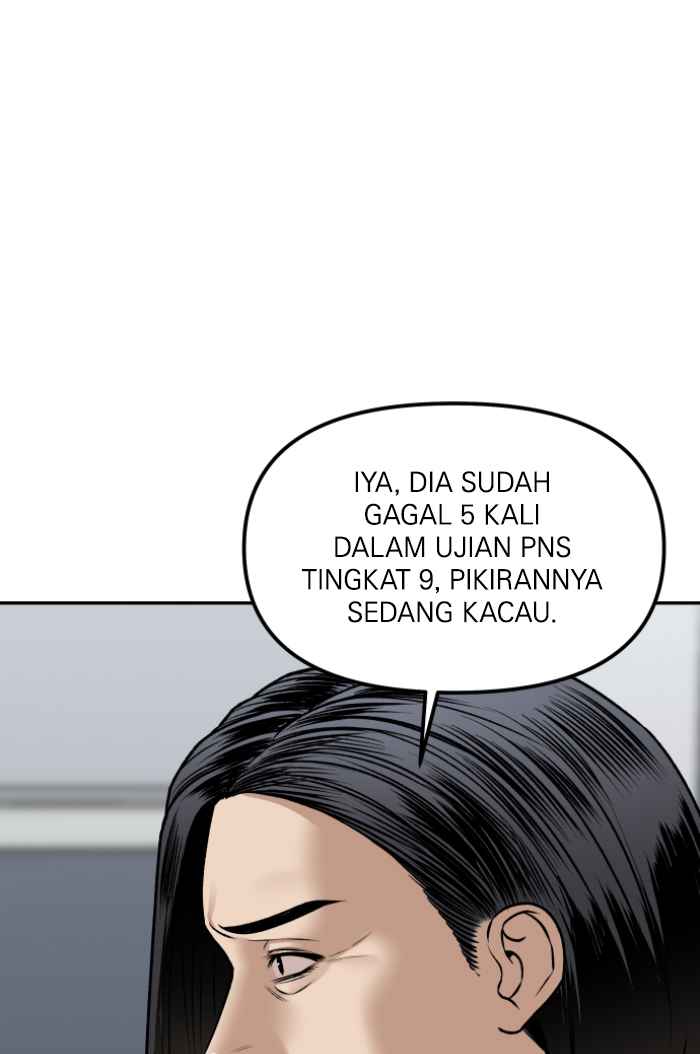 IYA, DIA SUDAH
GAGAL 5 KALI
DALAM UJIAN PNS
TINGKAT 9, PIKIRANNYA
SEDANG KACAU.